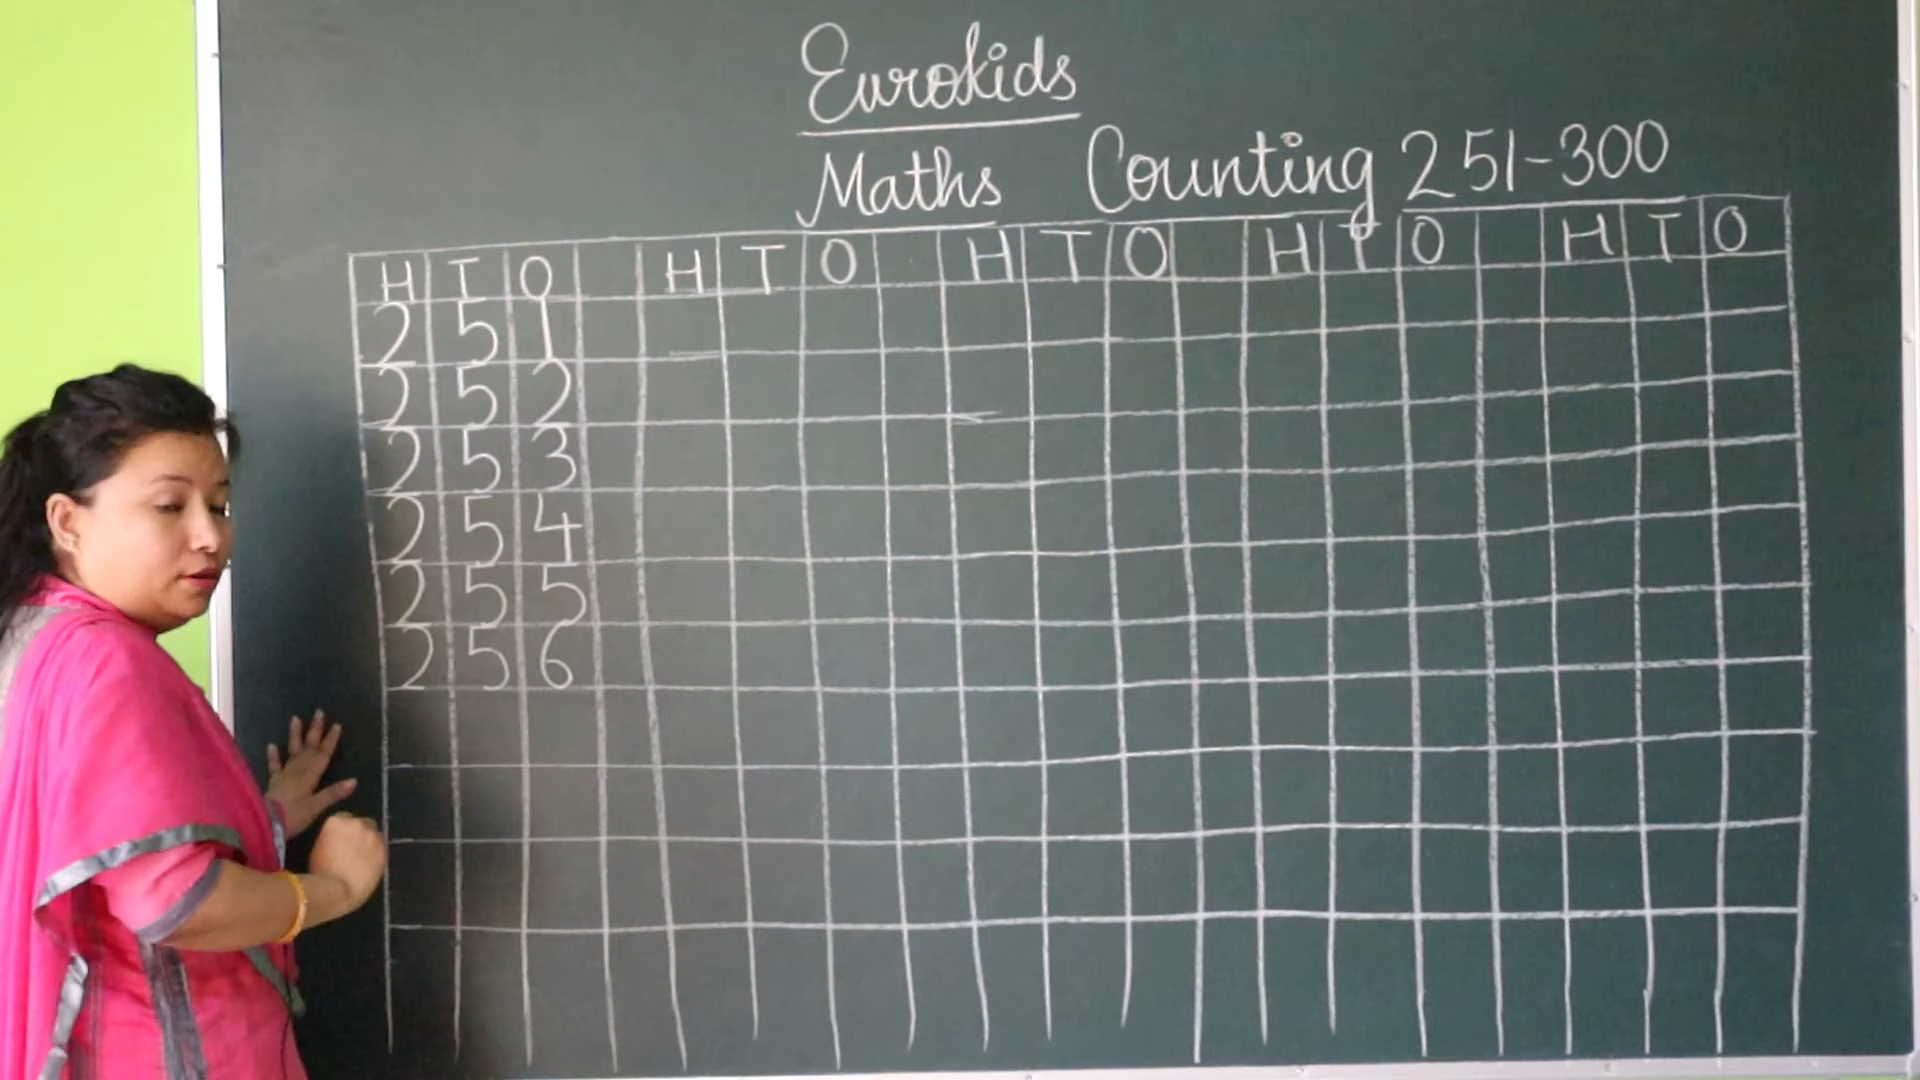 Eurokids
Maths Counting 251-300
H T O H T O H T O H T O H T O
2 5 1
2 5 2
2 5 3
2 5 4
2 5 5
2 5 6